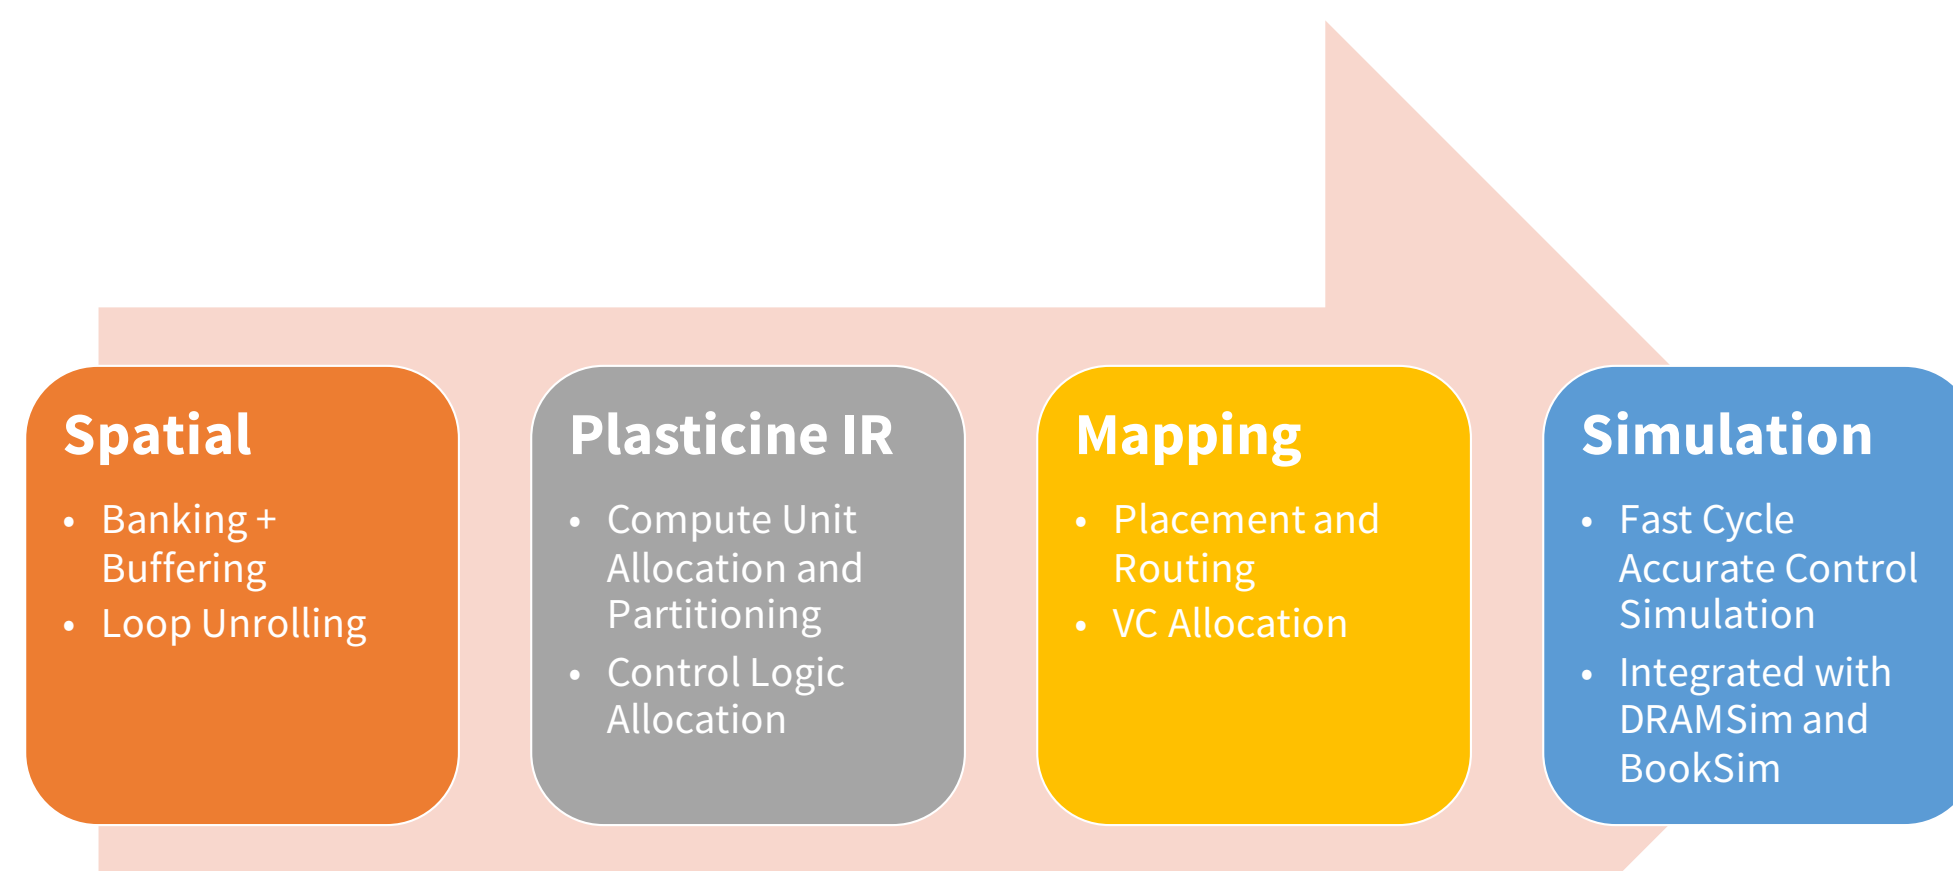 Spatial
• Banking +
Buffering
• Loop Unrolling
Plasticine IR
• Compute Unit
Allocation and
Partitioning
• Control Logic
Allocation
Mapping
• Placement and
Routing
• VC Allocation
Simulation
• Fast Cycle
Accurate Control
Simulation
• Integrated with
DRAMSim and
BookSim